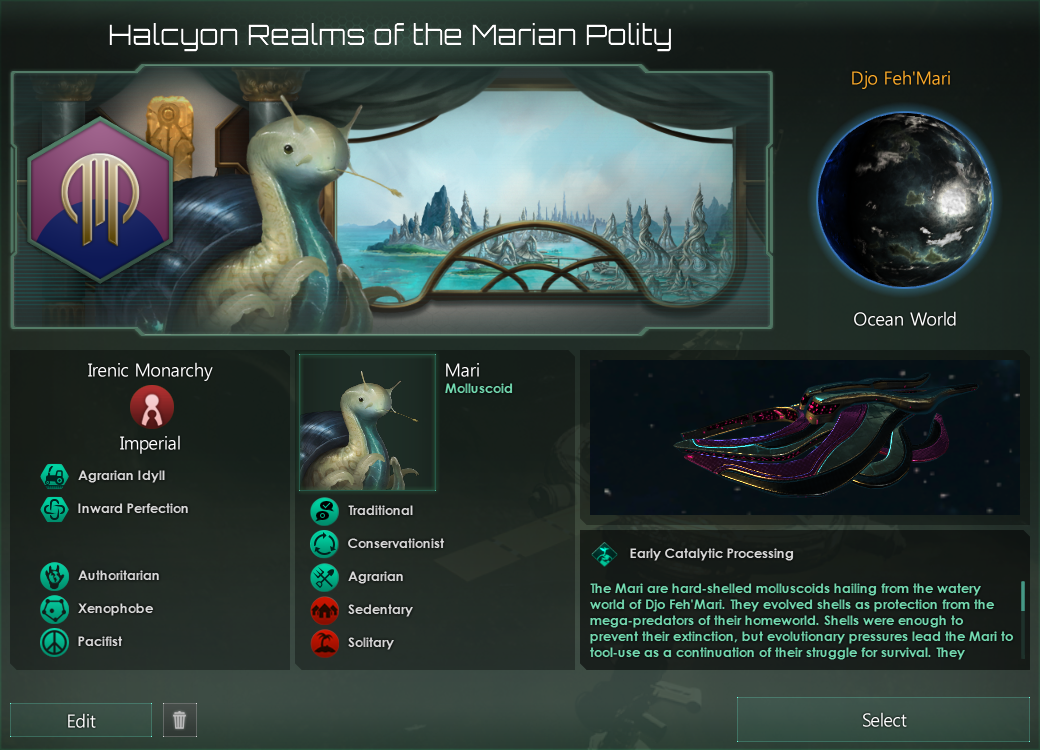 Halcyon Realms of the Marian Polity
Djo Feh'Mari
Ocean World
Irenic Monarchy
Imperial
Agrarian Idyll
Inward Perfection
Authoritarian
Xenophobe
Pacifist
Mari
Molluscoid
Traditional
Conservationist
Agrarian
Sedentary
Solitary
Early Catalytic Processing
The Mari are hard-shelled molluscoids hailing from the watery
world of Djo Feh'Mari. They evolved shells as protection from the
mega-predators of their homeworld. Shells were enough to
prevent their extinction, but evolutionary pressures lead the Mari to
tool-use as a continuation of their struggle for survival. They
Edit
Select